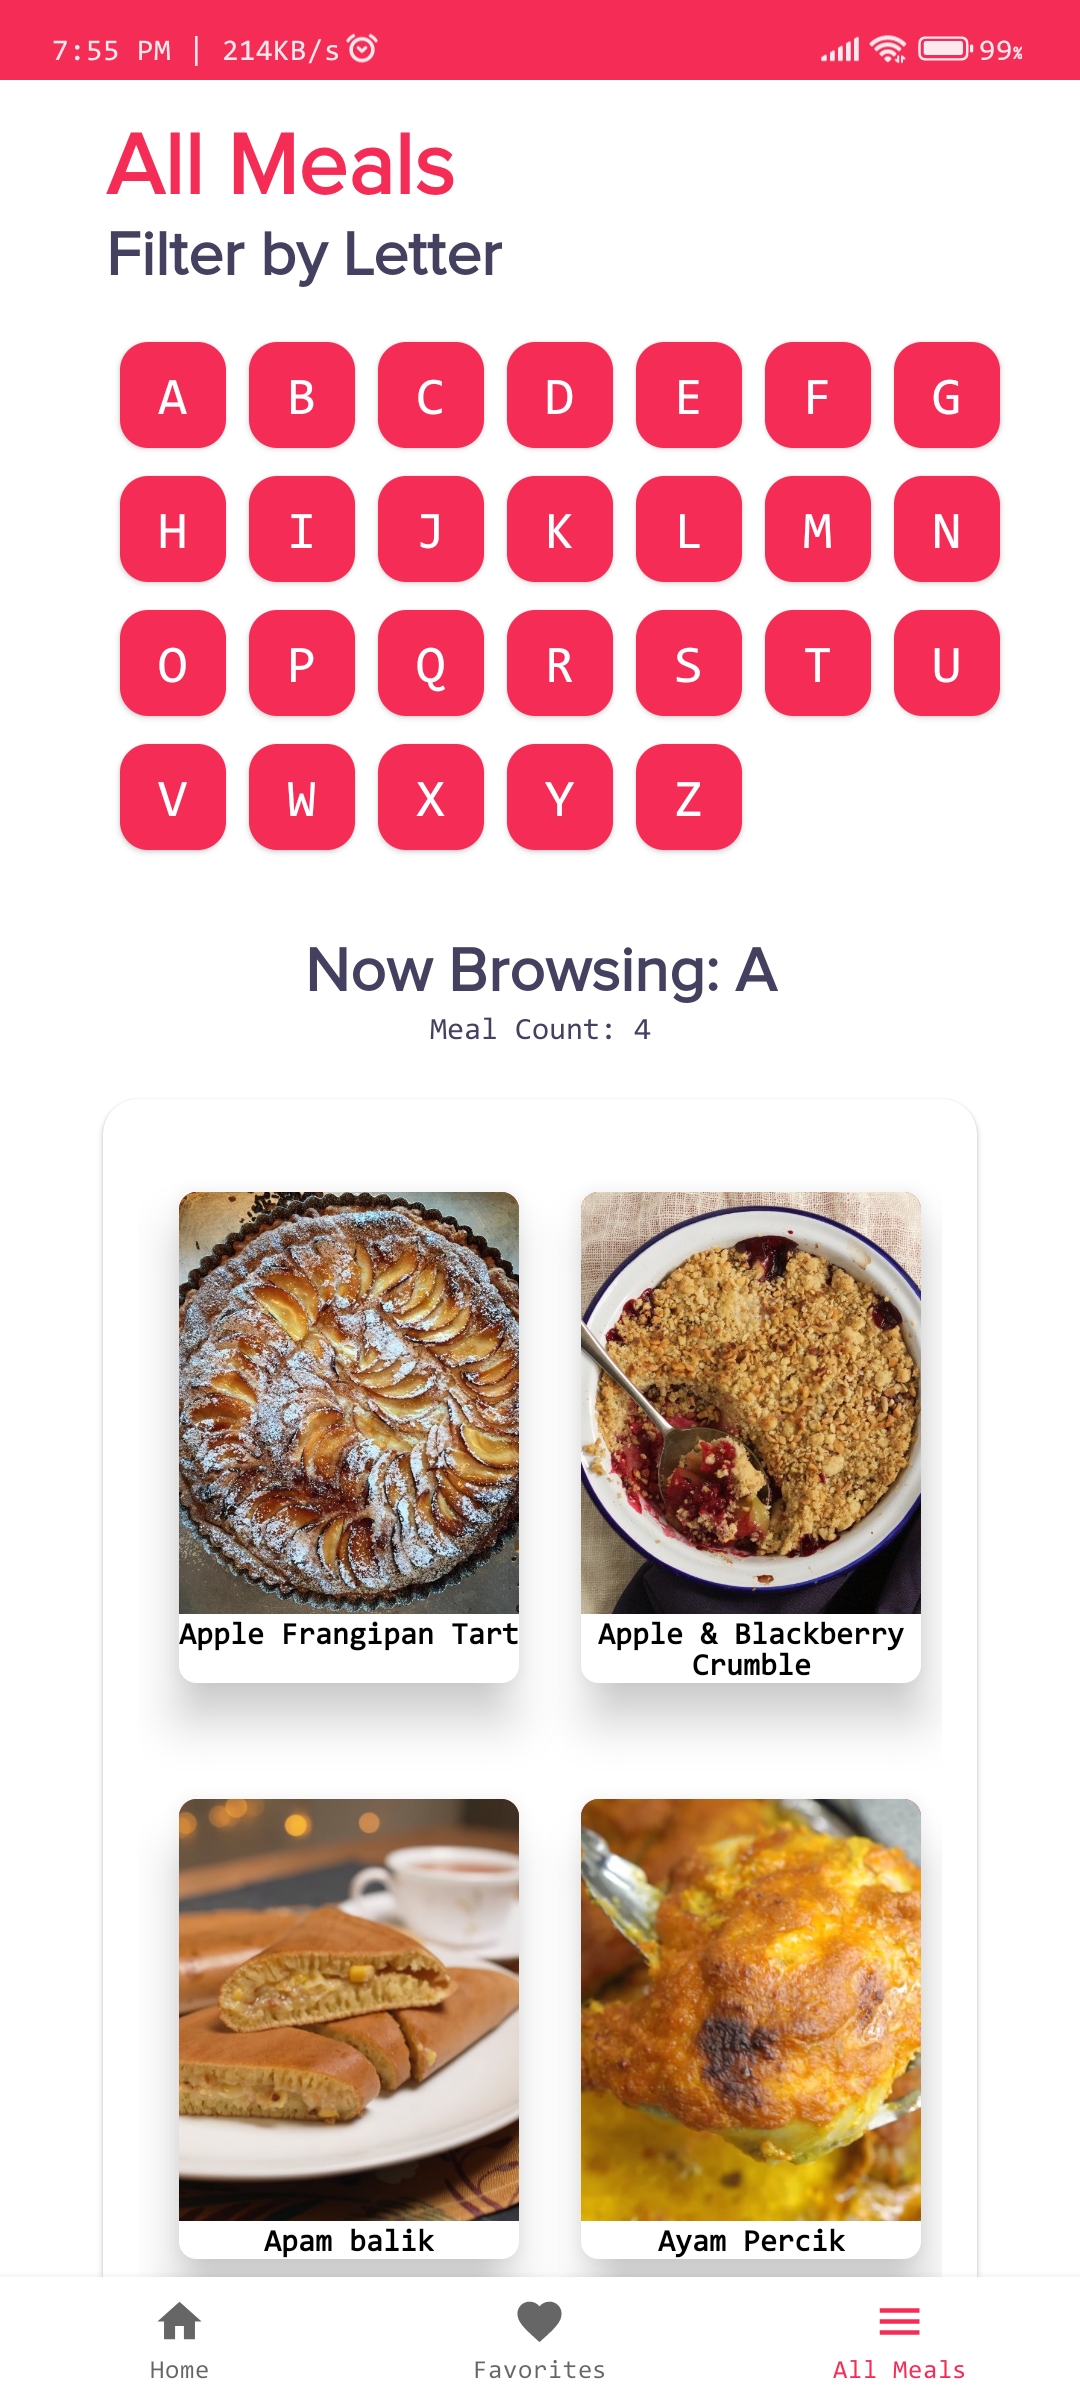 7:55 PM | 214KB/s 99%
All Meals
Filter by Letter
A B C D E F G
H I J K L M N
O P Q R S T U
V W X Y Z
Now Browsing: A
Meal Count: 4
Apple Frangipan Tart
Apple & Blackberry
Crumble
Apam balik
Ayam Percik
Home Favorites All Meals